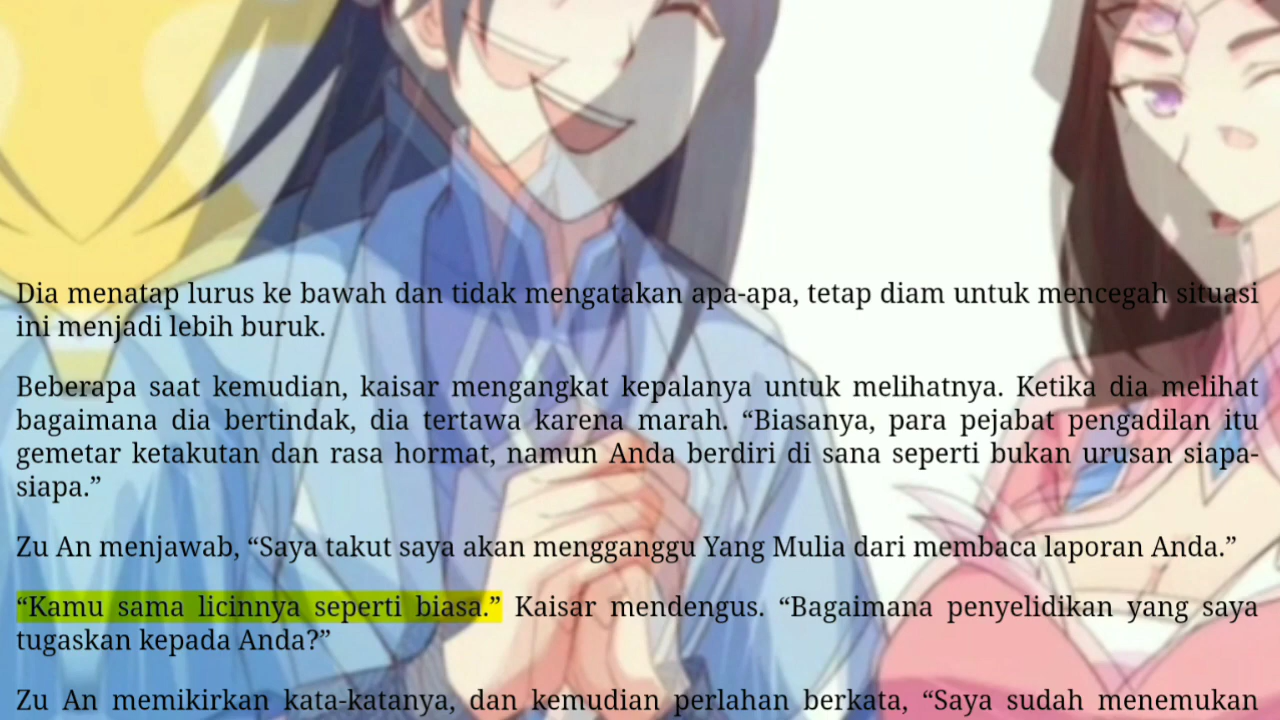 Dia menatap lurus ke bawah dan tidak mengatakan apa-apa, tetap diam untuk mencegah situasi
ini menjadi lebih buruk.
Beberapa saat kemudian, kaisar mengangkat kepalanya untuk melihatnya. Ketika dia melihat
bagaimana dia bertindak, dia tertawa karena marah. “Biasanya, para pejabat pengadilan itu
gemetar ketakutan dan rasa hormat, namun Anda berdiri di sana seperti bukan urusan siapa-
siapa.”
Zu An menjawab, “Saya takut saya akan mengganggu Yang Mulia dari membaca laporan Anda.”
“Kamu sama licinnya seperti biasa.” Kaisar mendengus. “Bagaimana penyelidikan yang saya
tugaskan kepada Anda?”
Zu An memikirkan kata-katanya, dan kemudian perlahan berkata, “Saya sudah menemukan